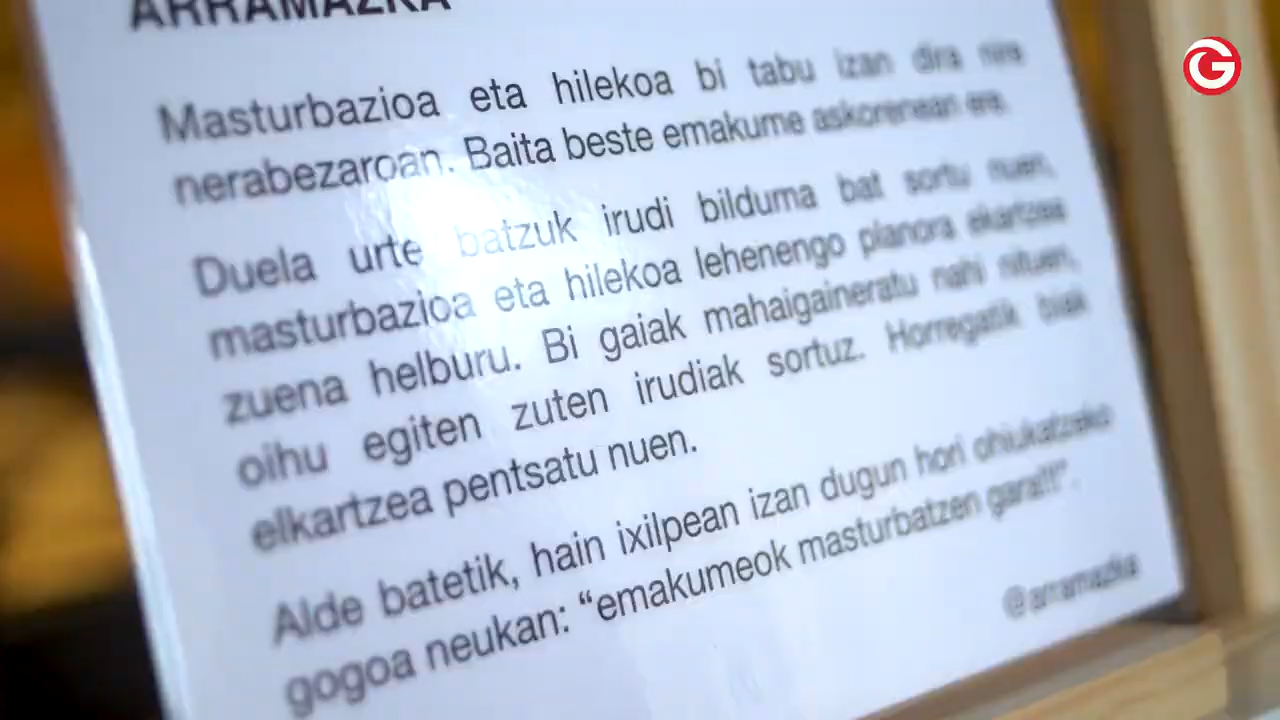 ARRAMAZKA
Masturbazioa eta hilekoa bi tabu izan dira nire
nerabezaroan. Baita beste emakume askorenean ere.
Duela urte batzuk irudi bilduma bat sortu nuen,
masturbazioa eta hilekoa lehenengo planora ekartzea
zuena helburu. Bi gaiak mahaigaineratu nahi nituen,
oihu egiten zuten irudiak sortuz. Horregatik biak
elkartzea pentsatu nuen.
Alde batetik, hain ixilpean izan dugun hori ohiukatzeko
gogoa neukan: “emakumeok masturbatzen gara!!!”.
@arramazka
G